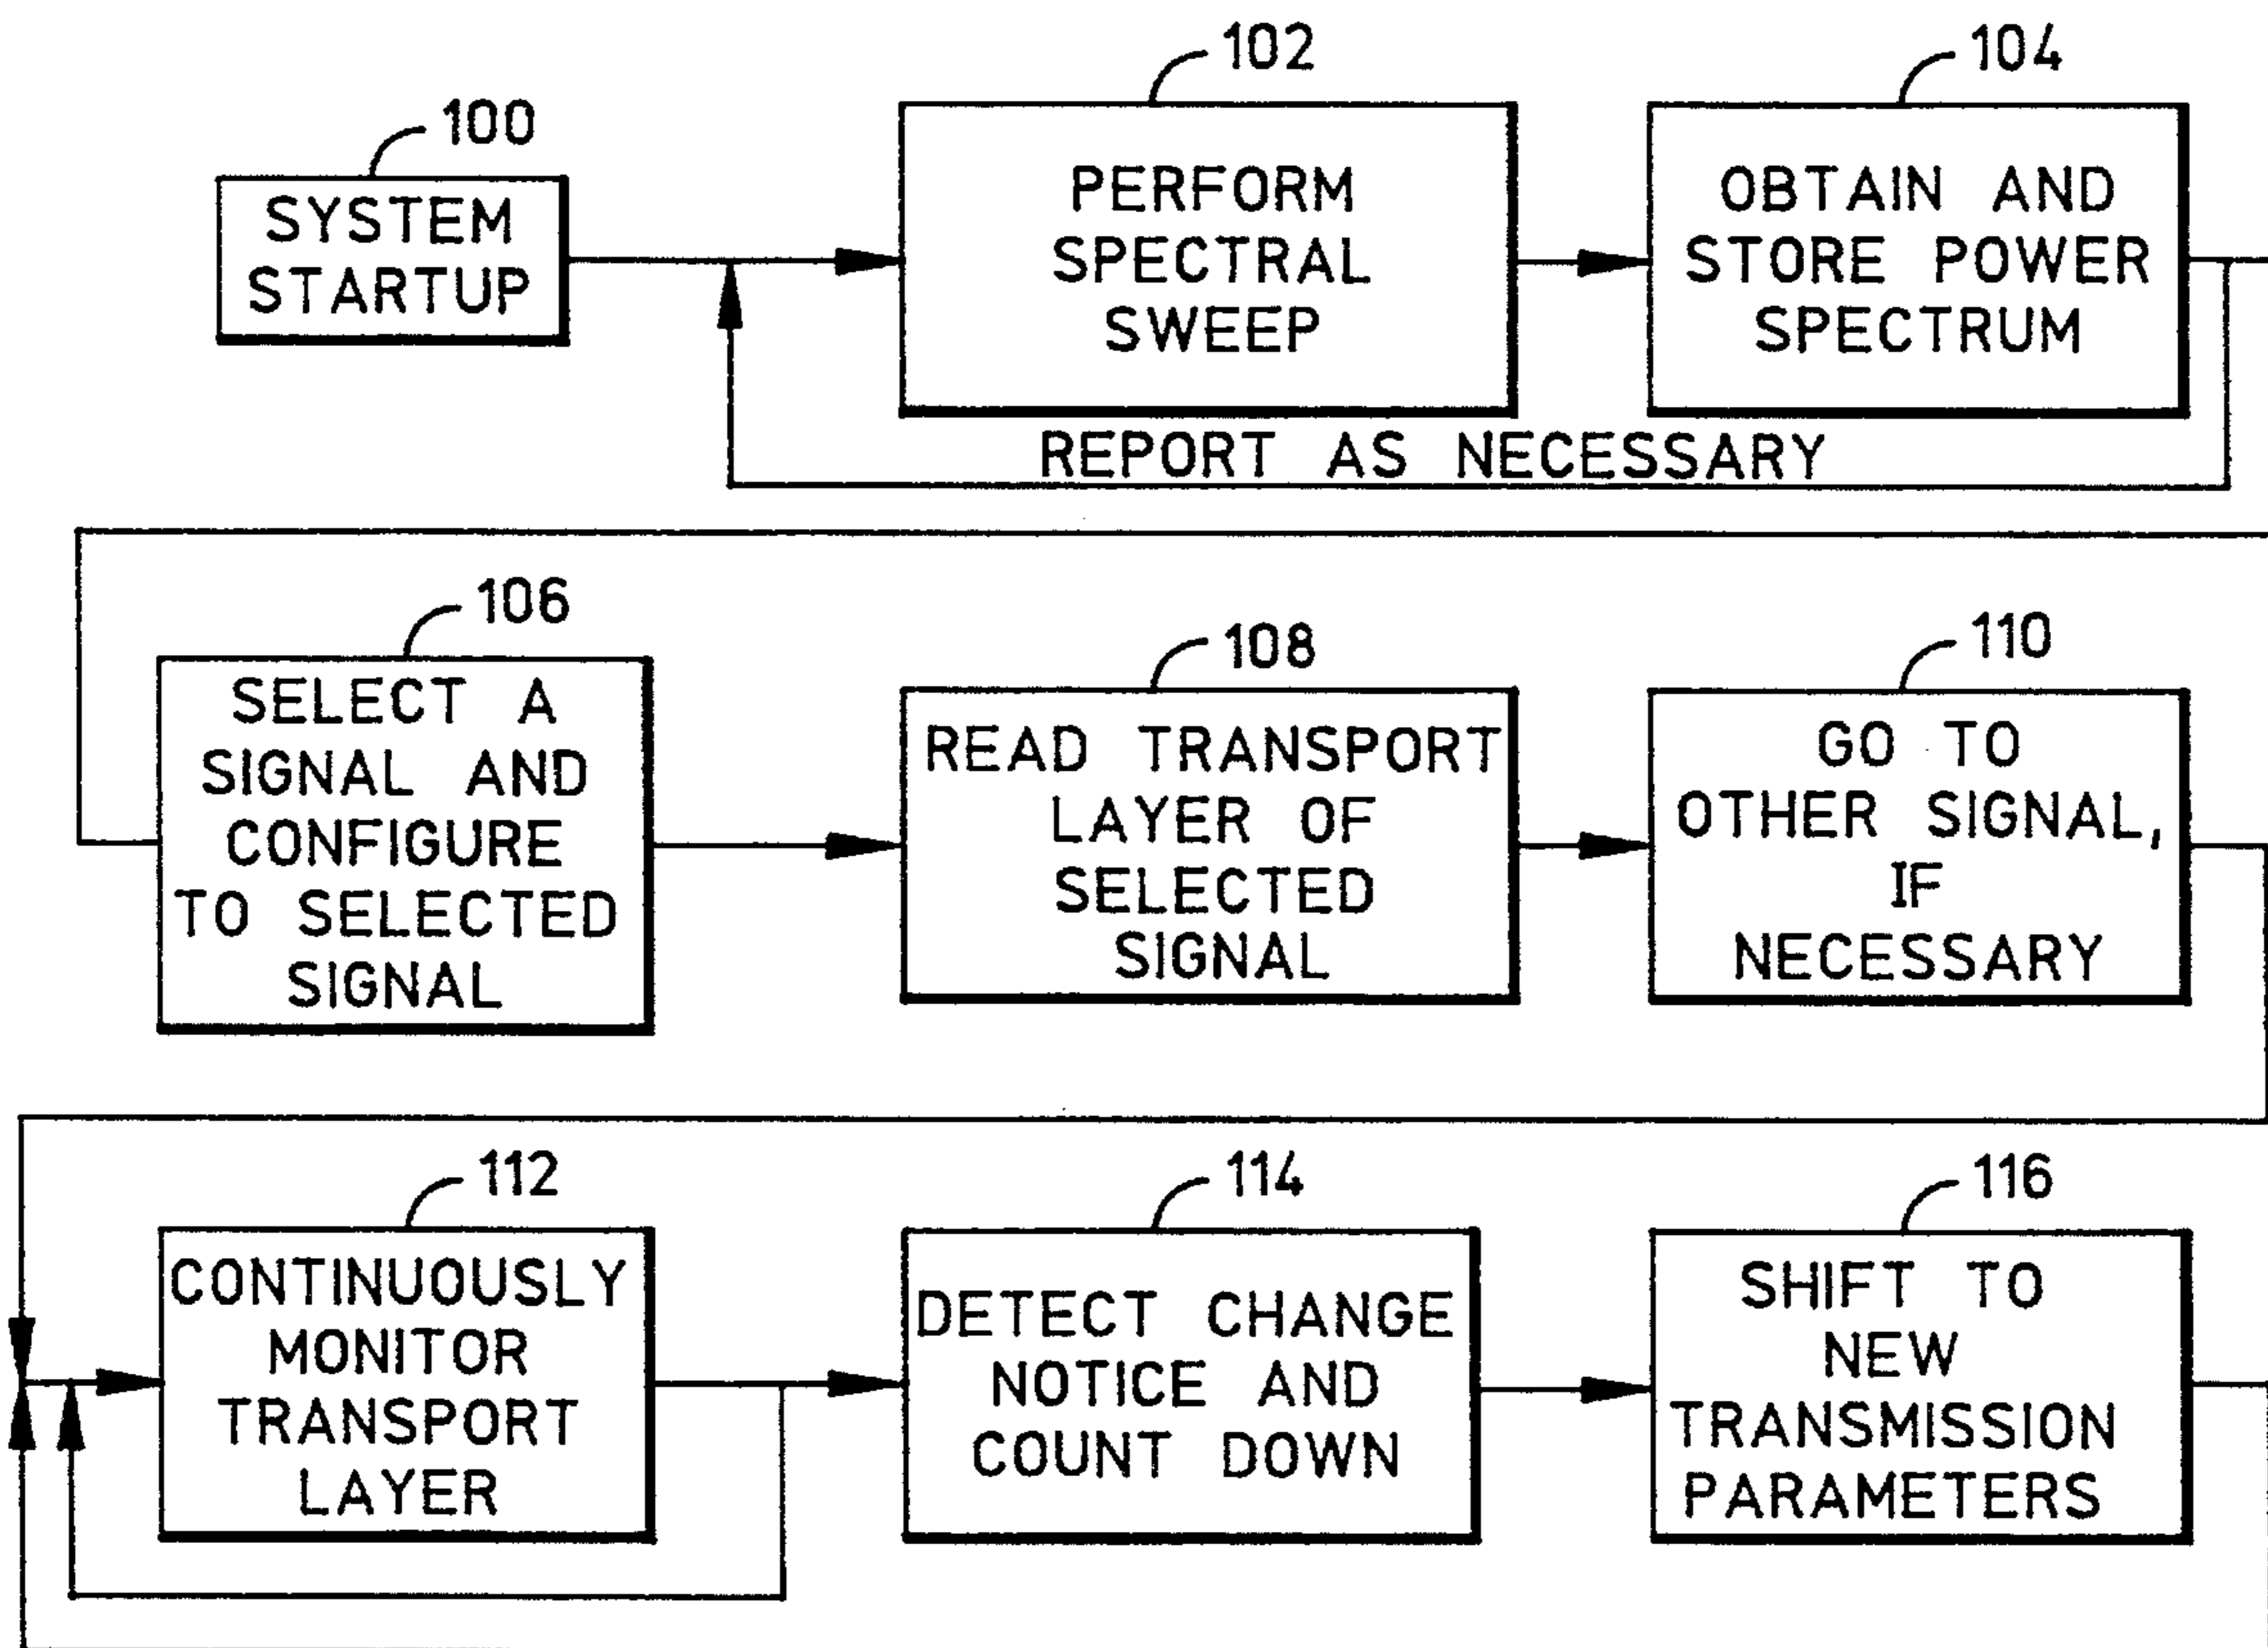 100
SYSTEM
STARTUP
102
PERFORM
SPECTRAL
SWEEP
104
OBTAIN AND
STORE POWER
SPECTRUM
REPORT AS NECESSARY
106
SELECT A
SIGNAL AND
CONFIGURE
TO SELECTED
SIGNAL
108
READ TRANSPORT
LAYER OF
SELECTED
SIGNAL
110
GO TO
OTHER SIGNAL,
IF
NECESSARY
112
CONTINUOUSLY
MONITOR
TRANSPORT
LAYER
114
DETECT CHANGE
NOTICE AND
COUNT DOWN
116
SHIFT TO
NEW
TRANSMISSION
PARAMETERS